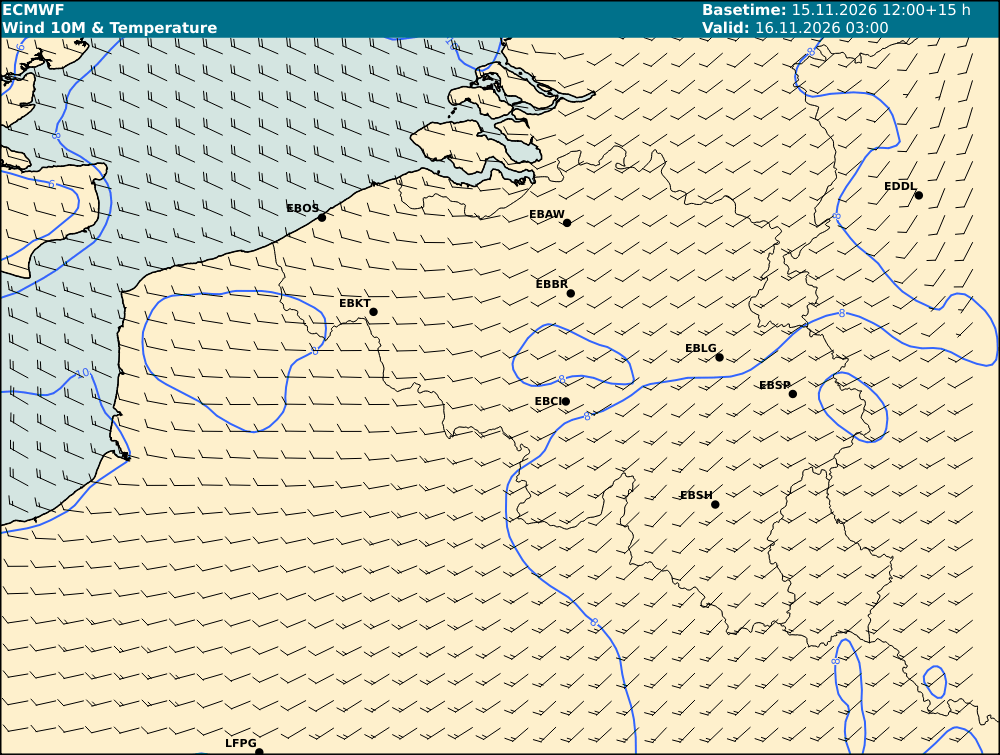 ECMWF
Basetime: 15.11.2026 12:00+15 h
Wind 10M & Temperature
Valid: 16.11.2026 03:00
6
8
8
6
EDDL
EBOS
EBAW
8
EBBR
EBKT
8
EBLG
8
10
8
EBSP
EBCI
8
EBSH
8
8
LFPG